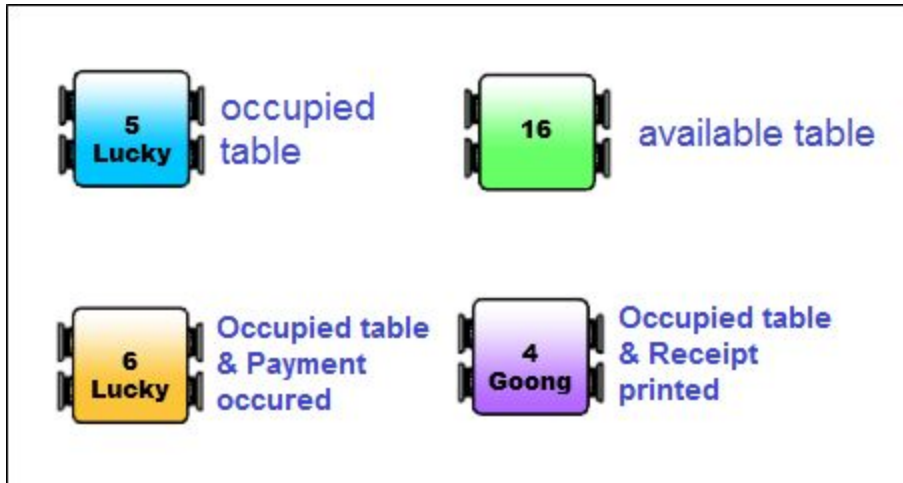 5
Lucky
occupied
table
16
available table
6
Lucky
Occupied table
& Payment
occured
4
Goong
Occupied table
& Receipt
printed